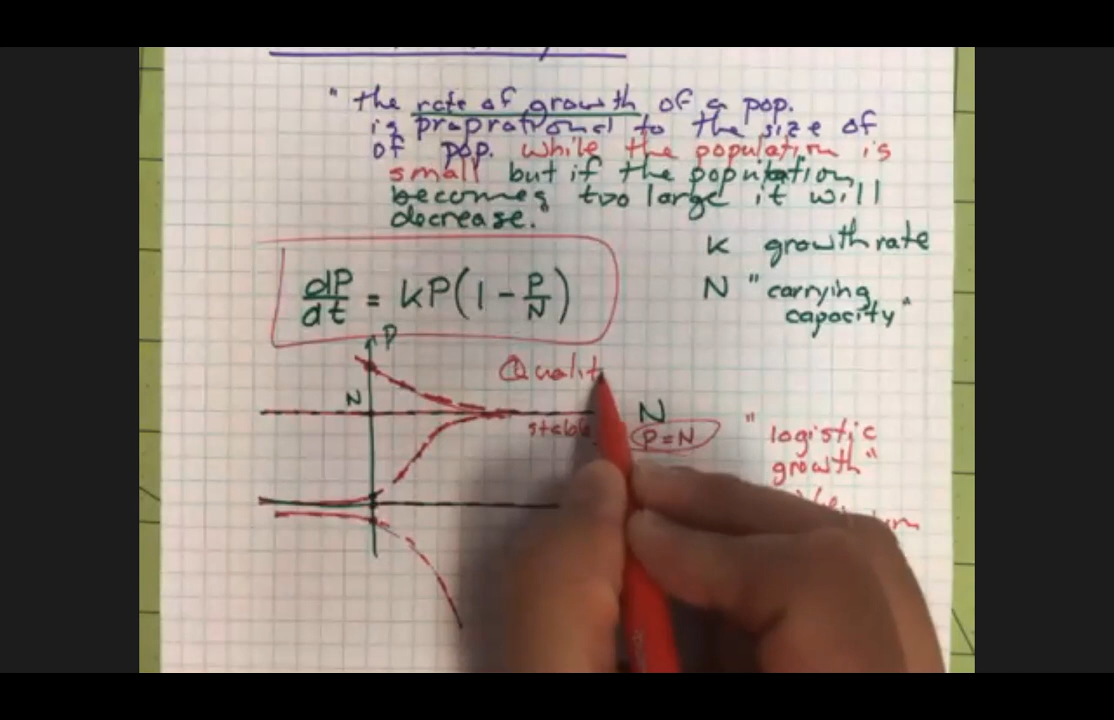 " the rate of growth of a pop.
is proprotional to the size of
of pop. while the population is
small but if the population
becomes too large it will
decrease."
k growth rate
dP/dt = kP(1 - P/N)
N "carrying
capacity"
P
Qualit
N
N
stable
P = N
"logistic
growth"